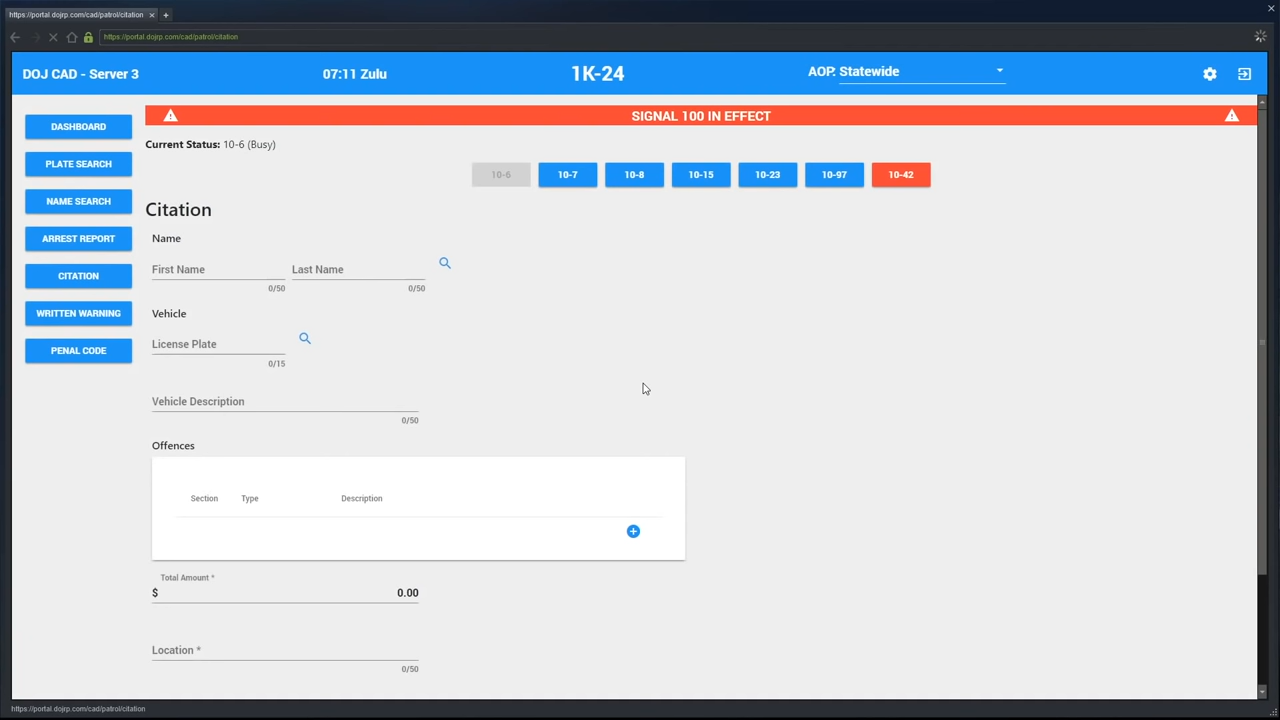 https://portal.dojrp.com/cad/patrol/citation
https://portal.dojrp.com/cad/patrol/citation
DOJ CAD - Server 3
07:11 Zulu
1K-24
AOP: Statewide
SIGNAL 100 IN EFFECT
DASHBOARD
PLATE SEARCH
NAME SEARCH
ARREST REPORT
CITATION
WRITTEN WARNING
PENAL CODE
Current Status: 10-6 (Busy)
10-6 10-7 10-8 10-15 10-23 10-97 10-42
Citation
Name
First Name Last Name
0/50 0/50
Vehicle
License Plate
0/15
Vehicle Description
0/50
Offences
Section Type Description
Total Amount *
$ 0.00
Location *
0/50
https://portal.dojrp.com/cad/patrol/citation